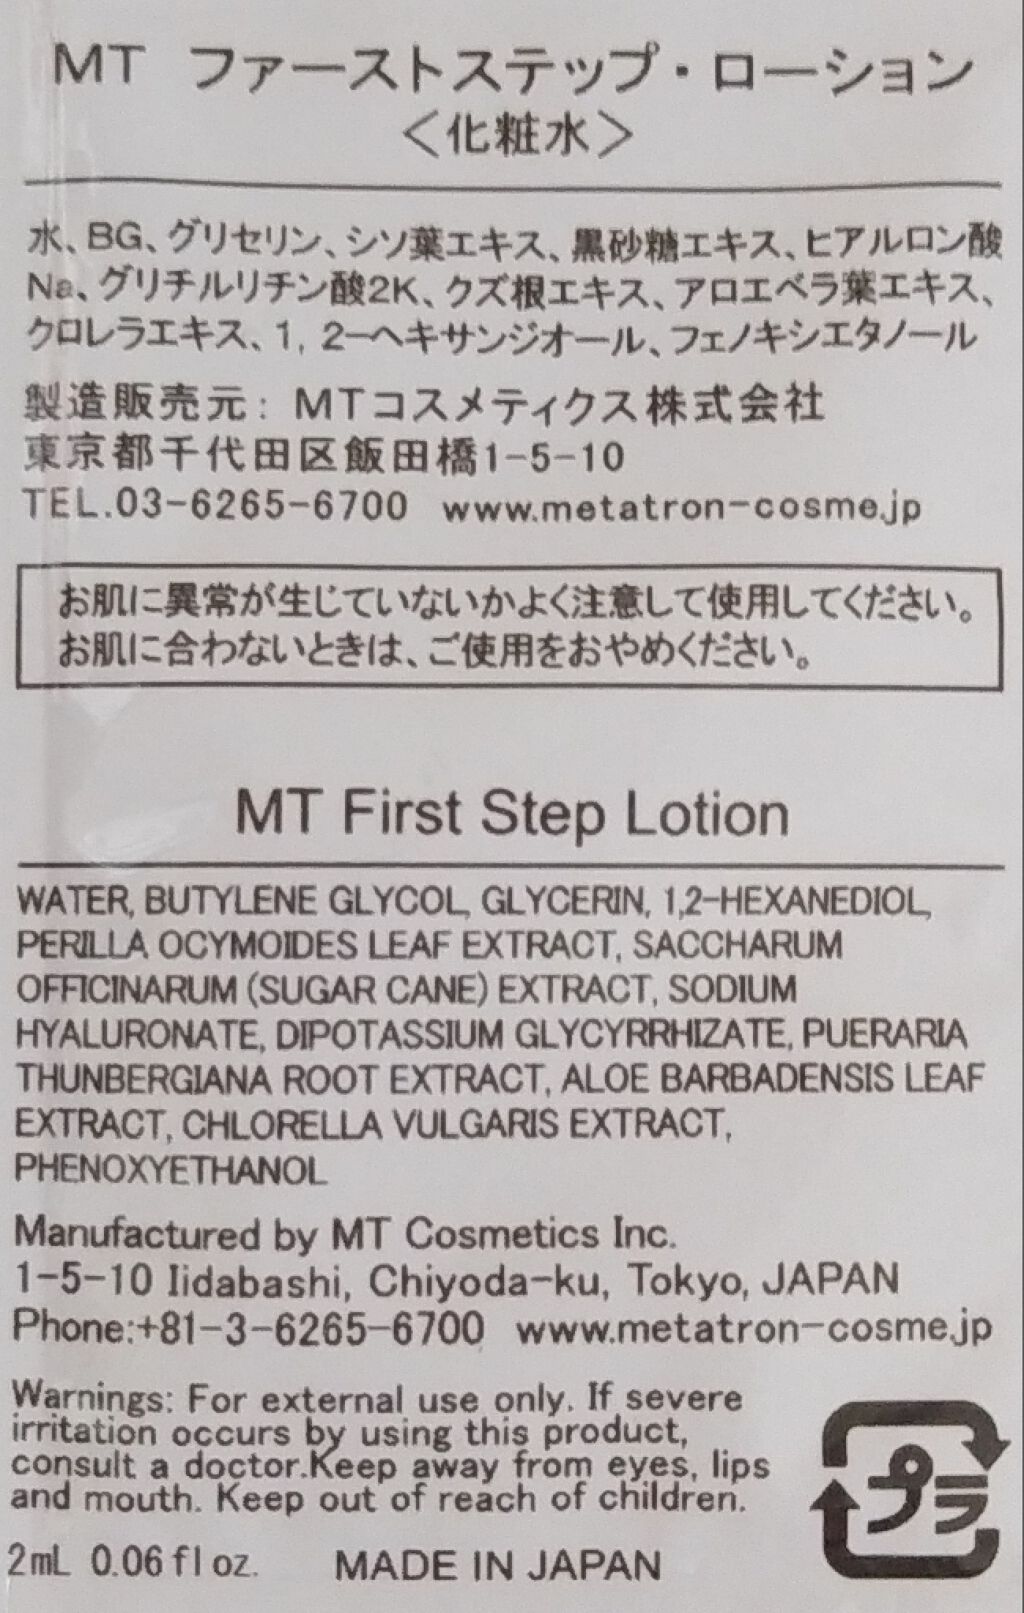 MT ファーストステップ・ローション
＜化粧水＞
水、BG、グリセリン、シソ葉エキス、黒砂糖エキス、ヒアルロン酸
Na、グリチルリチン酸2K、クズ根エキス、アロエベラ葉エキス、
クロレラエキス、1, 2-ヘキサンジオール、フェノキシエタノール
製造販売元: MTコスメティクス株式会社
東京都千代田区飯田橋1-5-10
TEL.03-6265-6700 www.metatron-cosme.jp
お肌に異常が生じていないかよく注意して使用してください。
お肌に合わないときは、ご使用をおやめください。
MT First Step Lotion
WATER, BUTYLENE GLYCOL, GLYCERIN, 1,2-HEXANEDIOL,
PERILLA OCYMOIDES LEAF EXTRACT, SACCHARUM
OFFICINARUM (SUGAR CANE) EXTRACT, SODIUM
HYALURONATE, DIPOTASSIUM GLYCYRRHIZATE, PUERARIA
THUNBERGIANA ROOT EXTRACT, ALOE BARBADENSIS LEAF
EXTRACT, CHLORELLA VULGARIS EXTRACT,
PHENOXYETHANOL
Manufactured by MT Cosmetics Inc.
1-5-10 Iidabashi, Chiyoda-ku, Tokyo, JAPAN
Phone:+81-3-6265-6700 www.metatron-cosme.jp
Warnings: For external use only. If severe
irritation occurs by using this product,
consult a doctor.Keep away from eyes, lips
and mouth. Keep out of reach of children.
プラ
2mL 0.06fl oz. MADE IN JAPAN